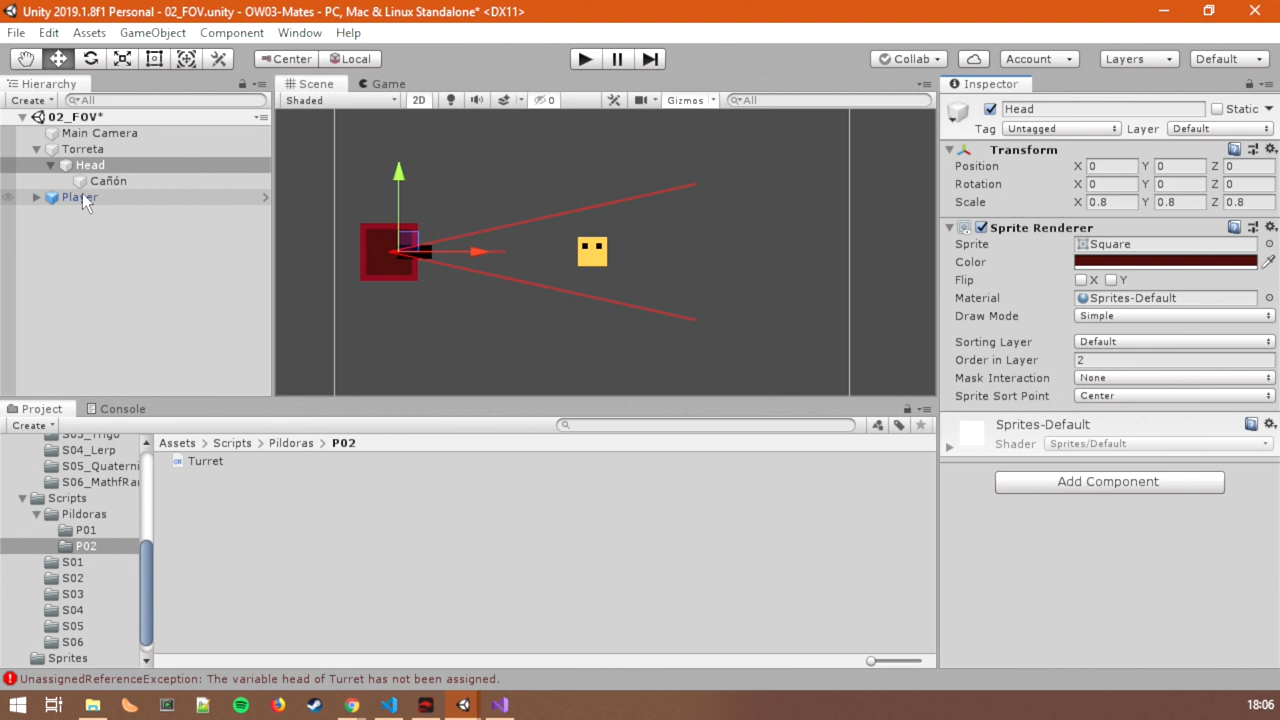 Unity 2019.1.8f1 Personal - 02_FOV.unity - OW03-Mates - PC, Mac & Linux Standalone* <DX11>
File Edit Assets GameObject Component Window Help
Center Local Collab Account Layers Default
Hierarchy Scene Game Inspector
Create All Shaded 2D 0 Gizmos All Head Static
02_FOV*
Tag Untagged Layer Default
Main Camera
Torreta
Transform
Head
Position X 0 Y 0 Z 0
Cañón
Rotation X 0 Y 0 Z 0
Player
Scale X 0.8 Y 0.8 Z 0.8
Sprite Renderer
Sprite Square
Color
Flip X Y
Material Sprites-Default
Draw Mode Simple
Sorting Layer Default
Order in Layer 2
Mask Interaction None
Sprite Sort Point Center
Project Console
Create
Sprites-Default
Shader Sprites/Default
S03_Trigo
Assets > Scripts > Pildoras > P02
S04_Lerp
Turret
S05_Quaterni
S06_MathfRar
Add Component
Scripts
Pildoras
P01
P02
S01
S02
S03
S04
S05
S06
Sprites
UnassignedReferenceException: The variable head of Turret has not been assigned.
18:06